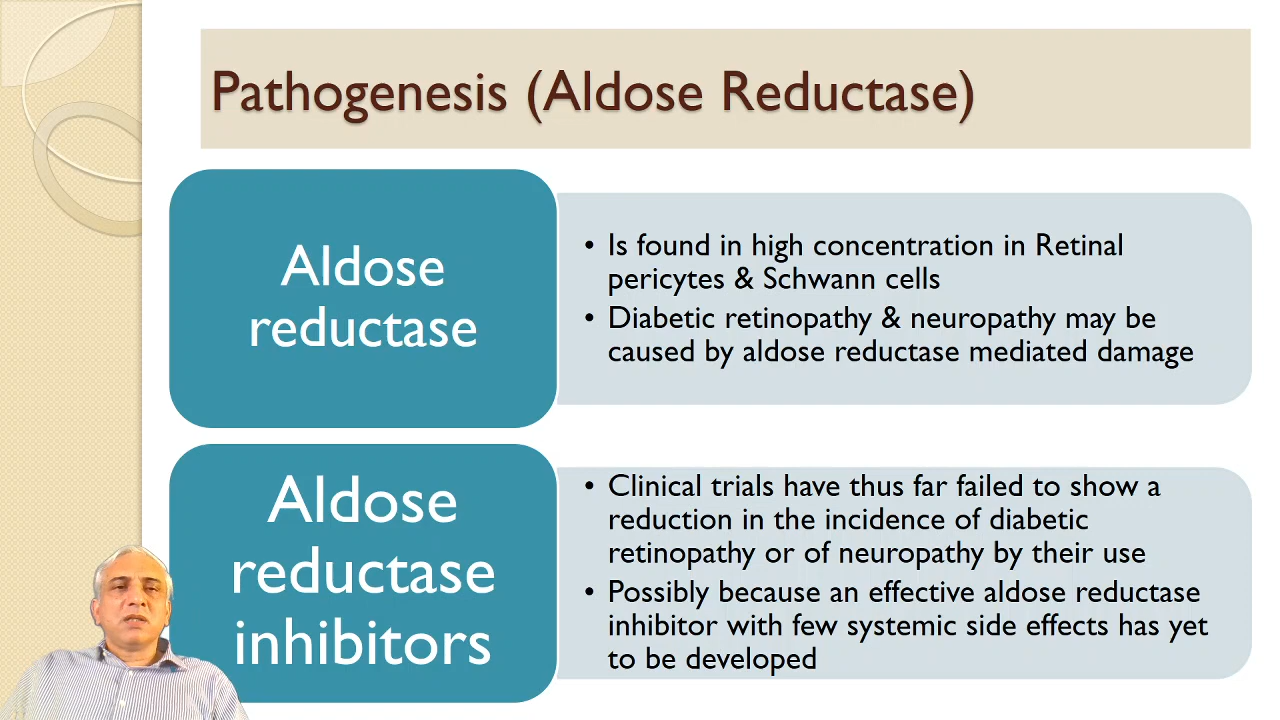 Pathogenesis (Aldose Reductase)
Aldose
reductase
• Is found in high concentration in Retinal
pericytes & Schwann cells
• Diabetic retinopathy & neuropathy may be
caused by aldose reductase mediated damage
Aldose
reductase
inhibitors
• Clinical trials have thus far failed to show a
reduction in the incidence of diabetic
retinopathy or of neuropathy by their use
• Possibly because an effective aldose reductase
inhibitor with few systemic side effects has yet
to be developed